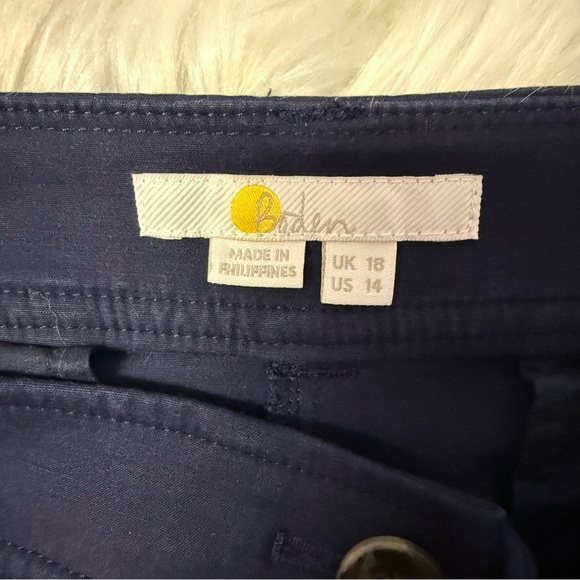 Boden
MADE IN
PHILIPPINES
UK 18
US 14